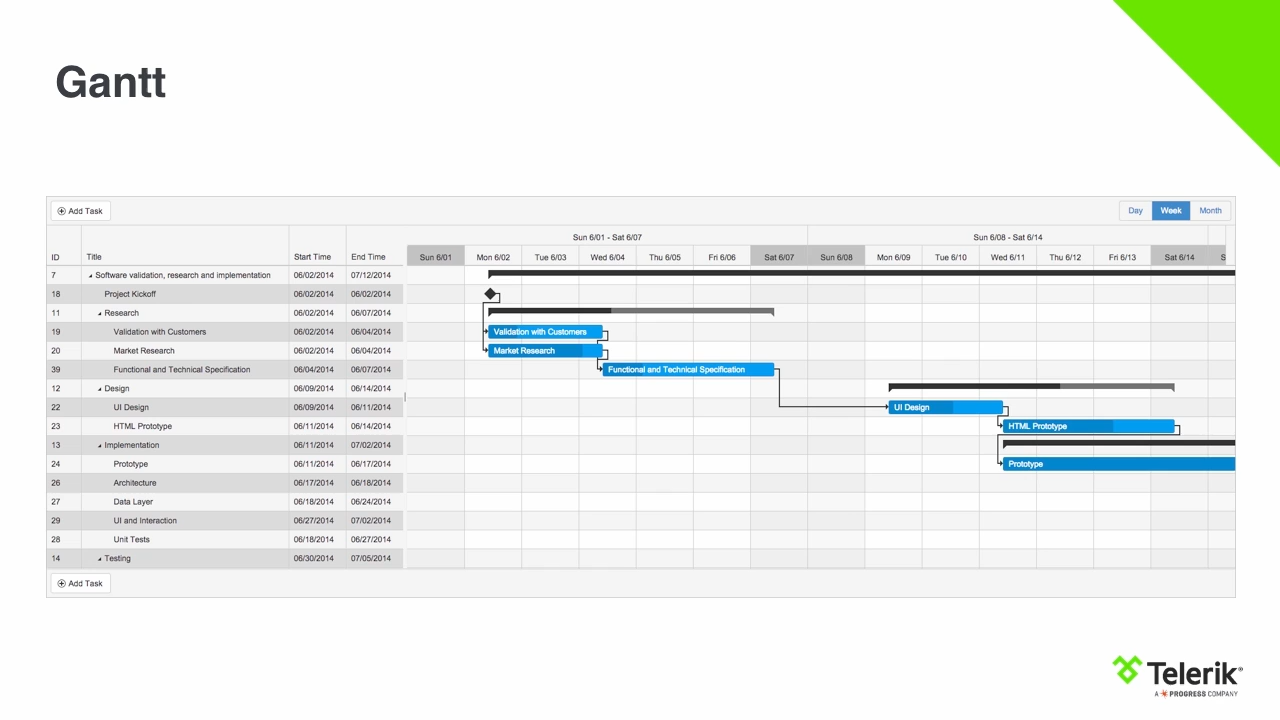 Gantt
Add Task
Day Week Month
Sun 6/01 - Sat 6/07 Sun 6/08 - Sat 6/14
ID Title Start Time End Time Sun 6/01 Mon 6/02 Tue 6/03 Wed 6/04 Thu 6/05 Fri 6/06 Sat 6/07 Sun 6/08 Mon 6/09 Tue 6/10 Wed 6/11 Thu 6/12 Fri 6/13 Sat 6/14 S
7 Software validation, research and implementation 06/02/2014 07/12/2014
18 Project Kickoff 06/02/2014 06/02/2014
11 Research 06/02/2014 06/07/2014
19 Validation with Customers 06/02/2014 06/04/2014 Validation with Customers
20 Market Research 06/02/2014 06/04/2014 Market Research
39 Functional and Technical Specification 06/04/2014 06/07/2014 Functional and Technical Specification
12 Design 06/09/2014 06/14/2014
22 UI Design 06/09/2014 06/11/2014 UI Design
23 HTML Prototype 06/11/2014 06/14/2014 HTML Prototype
13 Implementation 06/11/2014 07/02/2014
24 Prototype 06/11/2014 06/17/2014 Prototype
26 Architecture 06/17/2014 06/18/2014
27 Data Layer 06/18/2014 06/24/2014
29 UI and Interaction 06/27/2014 07/02/2014
28 Unit Tests 06/18/2014 06/27/2014
14 Testing 06/30/2014 07/05/2014
Add Task
Telerik®
A PROGRESS COMPANY